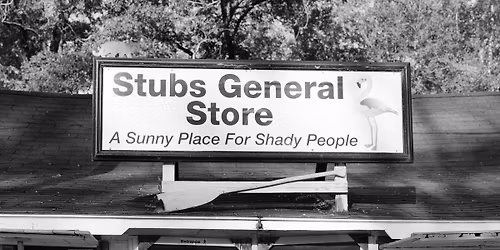 Stubs General
Store
A Sunny Place For Shady People